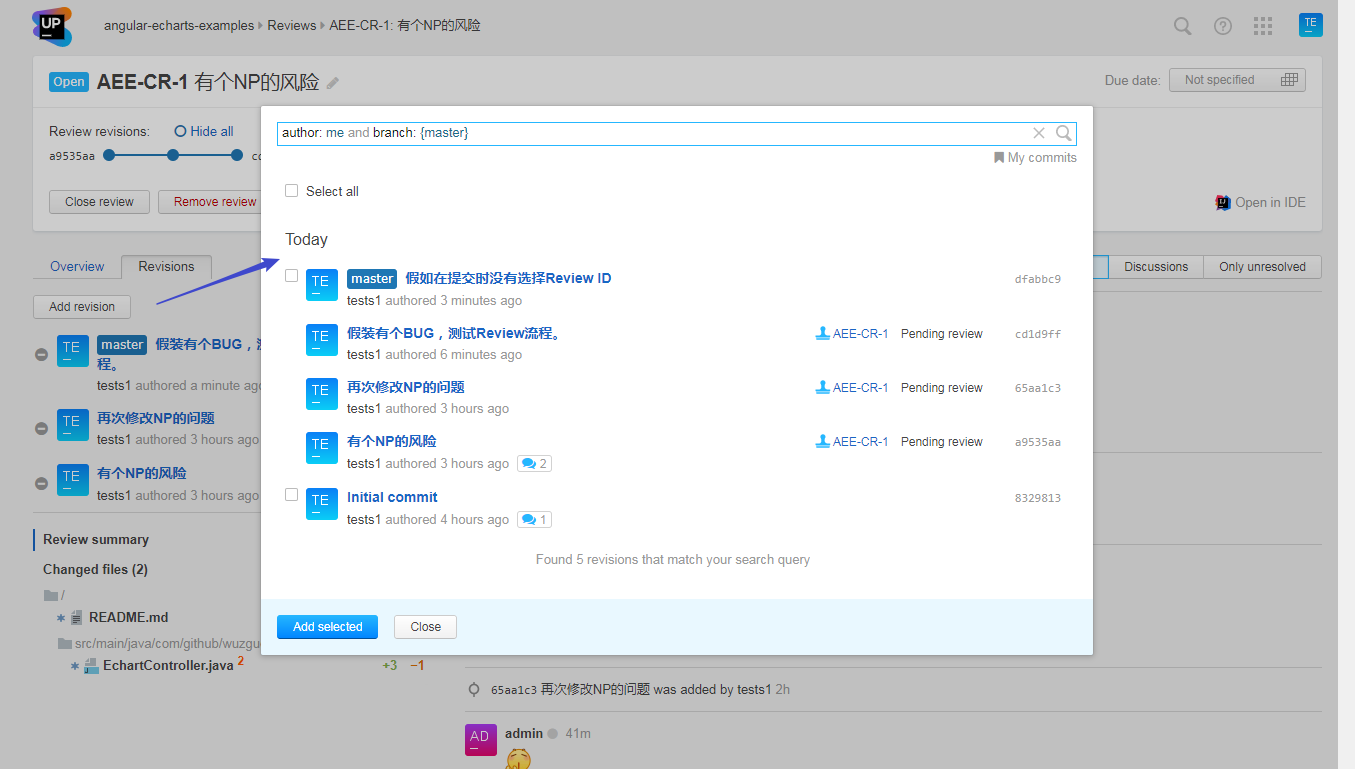 UP
angular-echarts-examples Reviews AEE-CR-1: 有个NP的风险
TE
Open AEE-CR-1 有个NP的风险
Due date: Not specified
Review revisions: Hide all
a9535aa
Close review Remove review
Open in IDE
Overview Revisions
Discussions Only unresolved
Add revision
TE master 假装有个BUG，
程。
tests1 authored a minute ago
TE 再次修改NP的问题
tests1 authored 3 hours ago
TE 有个NP的风险
tests1 authored 3 hours ago
Review summary
Changed files (2)
/
README.md
src/main/java/com/github/wuzgu
EchartController.java 2 +3 −1
author: me and branch: {master}
My commits
Select all
Today
TE master 假如在提交时没有选择Review ID dfabbc9
tests1 authored 3 minutes ago
TE 假装有个BUG，测试Review流程。 AEE-CR-1 Pending review cd1d9ff
tests1 authored 6 minutes ago
TE 再次修改NP的问题 AEE-CR-1 Pending review 65aa1c3
tests1 authored 3 hours ago
TE 有个NP的风险 AEE-CR-1 Pending review a9535aa
tests1 authored 3 hours ago 2
TE Initial commit 8329813
tests1 authored 4 hours ago 1
Found 5 revisions that match your search query
Add selected Close
65aa1c3 再次修改NP的问题 was added by tests1 2h
AD admin 41m